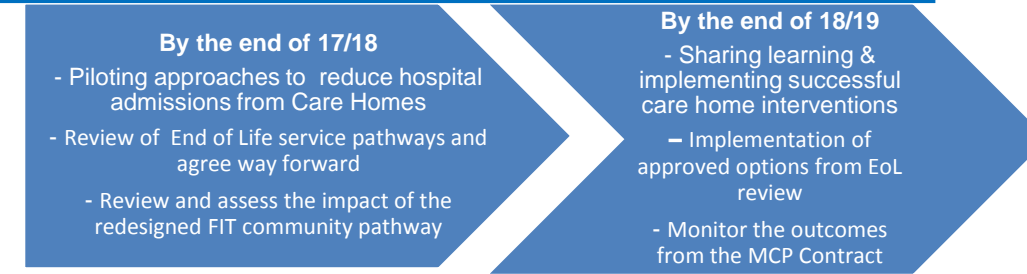 By the end of 17/18
- Piloting approaches to reduce hospital
admissions from Care Homes
- Review of End of Life service pathways and
agree way forward
- Review and assess the impact of the
redesigned FIT community pathway
By the end of 18/19
- Sharing learning &
implementing successful
care home interventions
– Implementation of
approved options from EoL
review
- Monitor the outcomes
from the MCP Contract